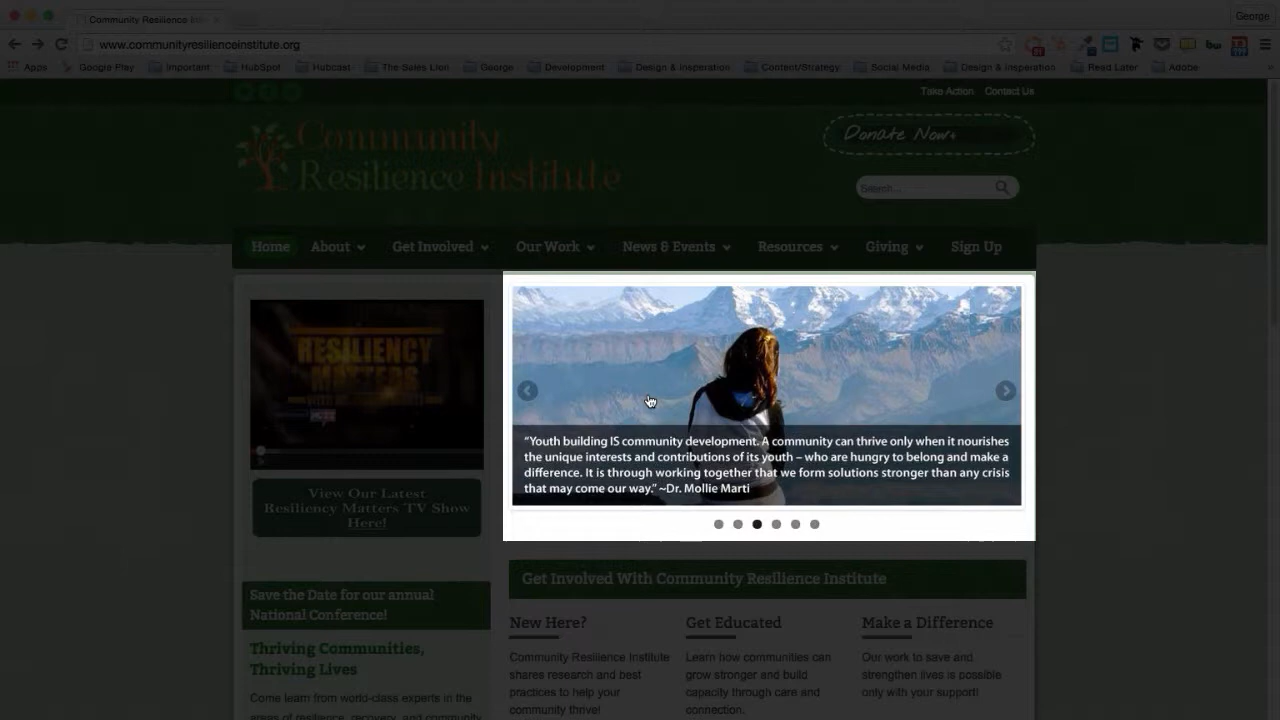 Community Resilience
George
www.communityresilienceinstitute.org
Apps Google Play Important HubSpot Hubcast The Sales Lion George Development Design & Insperation Content/Strategy Social Media Design & Insperation Read Later Adobe
Take Action Contact Us
Community
Resilience Institute
Donate Now
Search...
Home About Get Involved Our Work News & Events Resources Giving Sign Up
RESILIENCY
MATTERS
View Our Latest
Resiliency Matters TV Show
Here!
“Youth building IS community development. A community can thrive only when it nourishes
the unique interests and contributions of its youth – who are hungry to belong and make a
difference. It is through working together that we form solutions stronger than any crisis
that may come our way.” ~Dr. Mollie Marti
Save the Date for our annual
National Conference!
Thriving Communities,
Thriving Lives
Come learn from world-class experts in the
areas of resilience, recovery, and community
Get Involved With Community Resilience Institute
New Here?
Community Resilience Institute
shares research and best
practices to help your
community thrive!
Get Educated
Learn how communities can
grow stronger and build
capacity through care and
connection.
Make a Difference
Our work to save and
strengthen lives is possible
only with your support!